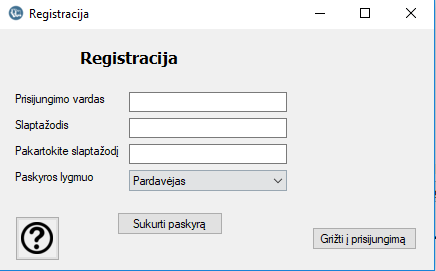 Registracija
Registracija
Prisijungimo vardas
Slaptažodis
Pakartokite slaptažodį
Paskyros lygmuo
Pardavėjas
Sukurti paskyrą
Grižti į prisijungimą